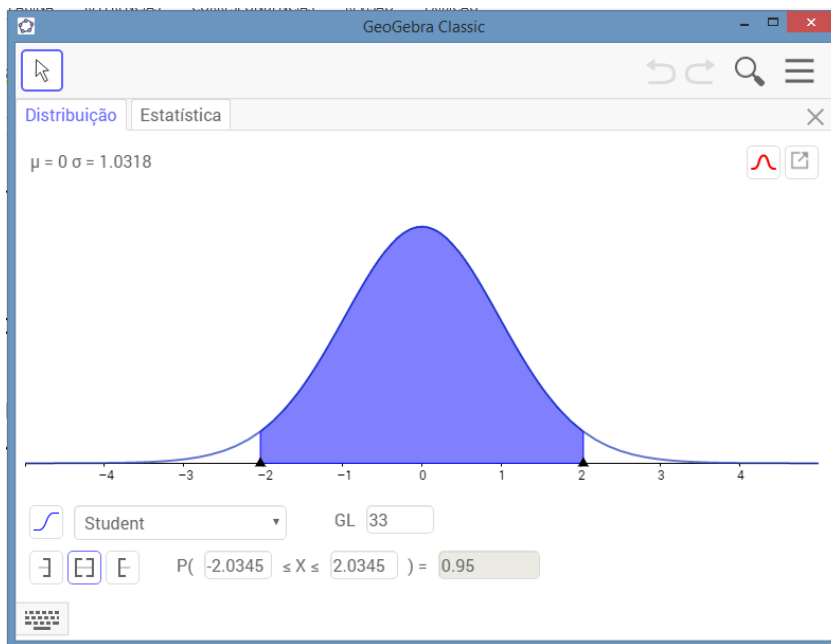 GeoGebra Classic
Distribuição Estatística
μ = 0 σ = 1.0318
−4 −3 −2 −1 0 1 2 3 4
Student GL 33
P( -2.0345 ≤ X ≤ 2.0345 ) = 0.95